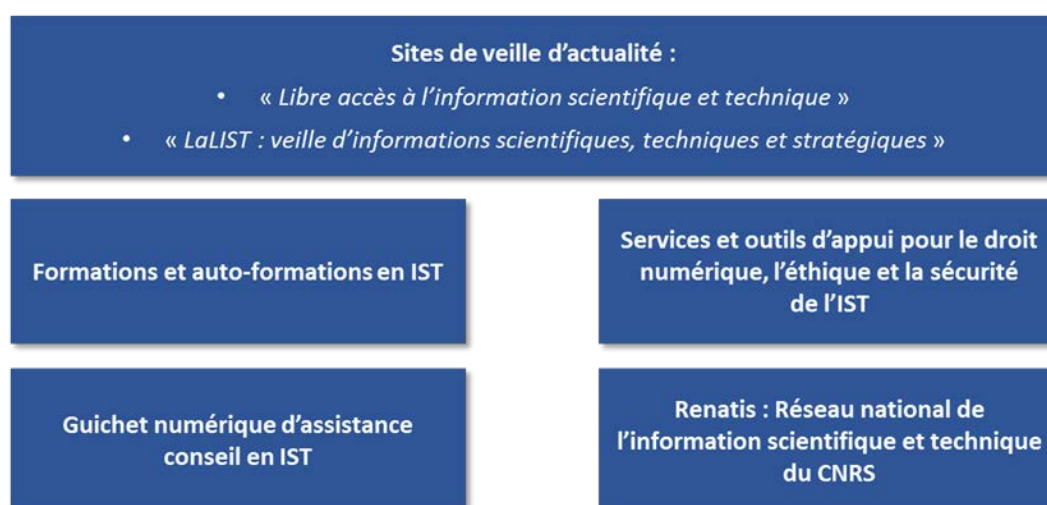 Sites de veille d’actualité :
• « Libre accès à l’information scientifique et technique »
• « LaLIST : veille d’informations scientifiques, techniques et stratégiques »
Formations et auto-formations en IST
Services et outils d’appui pour le droit
numérique, l’éthique et la sécurité
de l’IST
Guichet numérique d’assistance
conseil en IST
Renatis : Réseau national de
l’information scientifique et technique
du CNRS